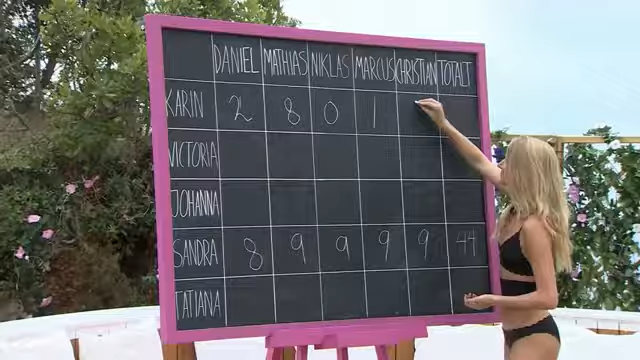 DANIEL MATHIAS NIKLAS MARCUS CHRISTIAN TOTALT
KARIN 2 8 0 1
VICTORIA
JOHANNA
SANDRA 8 9 9 9 9 44
TATIANA